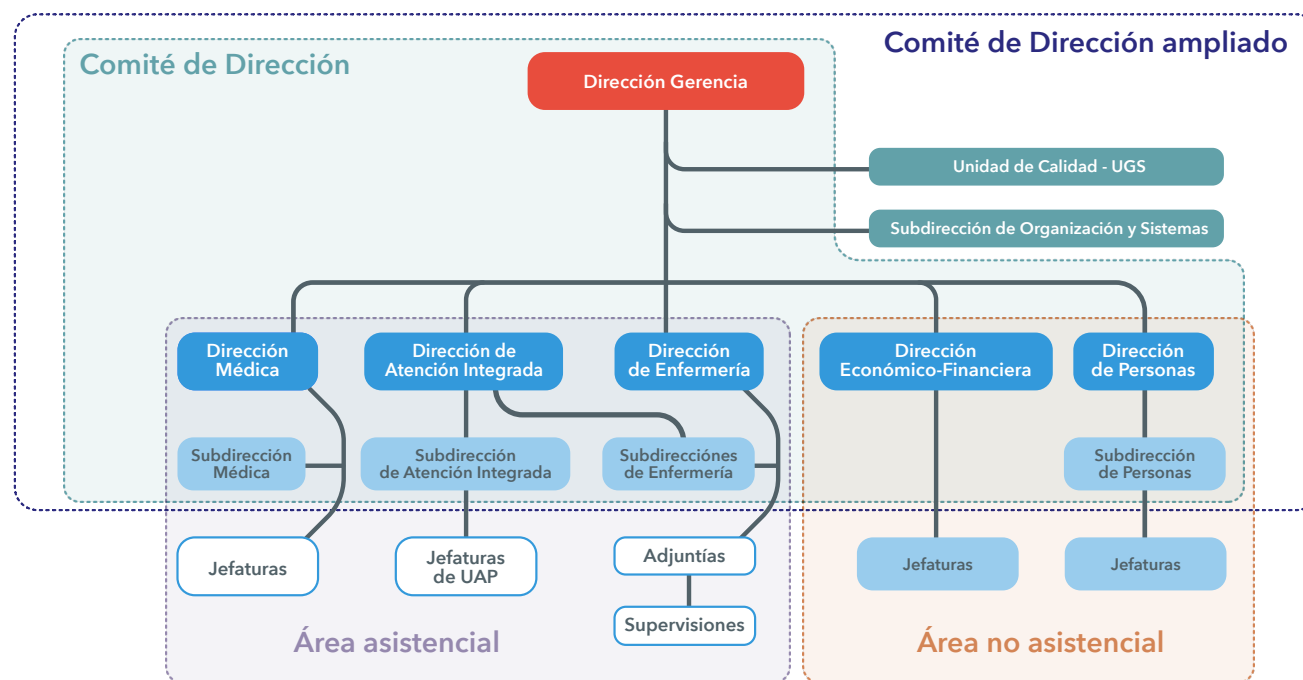 Comité de Dirección ampliado
Comité de Dirección
Dirección Gerencia
Unidad de Calidad - UGS
Subdirección de Organización y Sistemas
Dirección
Médica
Dirección de
Atención Integrada
Dirección
de Enfermería
Dirección
Económico-Financiera
Dirección
de Personas
Subdirección
Médica
Subdirección
de Atención Integrada
Subdirecciónes
de Enfermería
Subdirección
de Personas
Jefaturas
Jefaturas
de UAP
Adjuntías
Jefaturas
Jefaturas
Supervisiones
Área asistencial
Área no asistencial